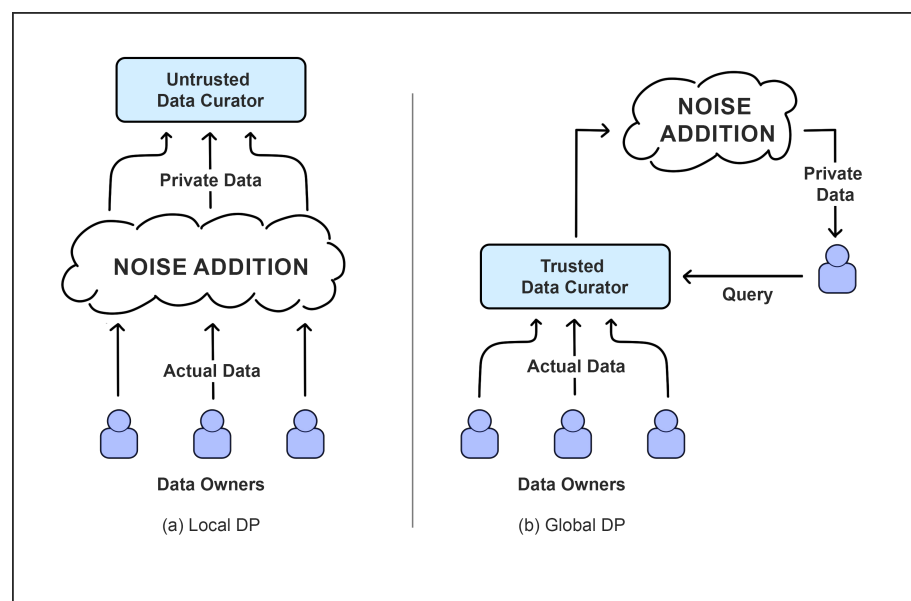 Untrusted
Data Curator
Private Data
NOISE ADDITION
Actual Data
Data Owners
(a) Local DP
NOISE
ADDITION
Private
Data
Trusted
Data Curator
Query
Actual Data
Data Owners
(b) Global DP